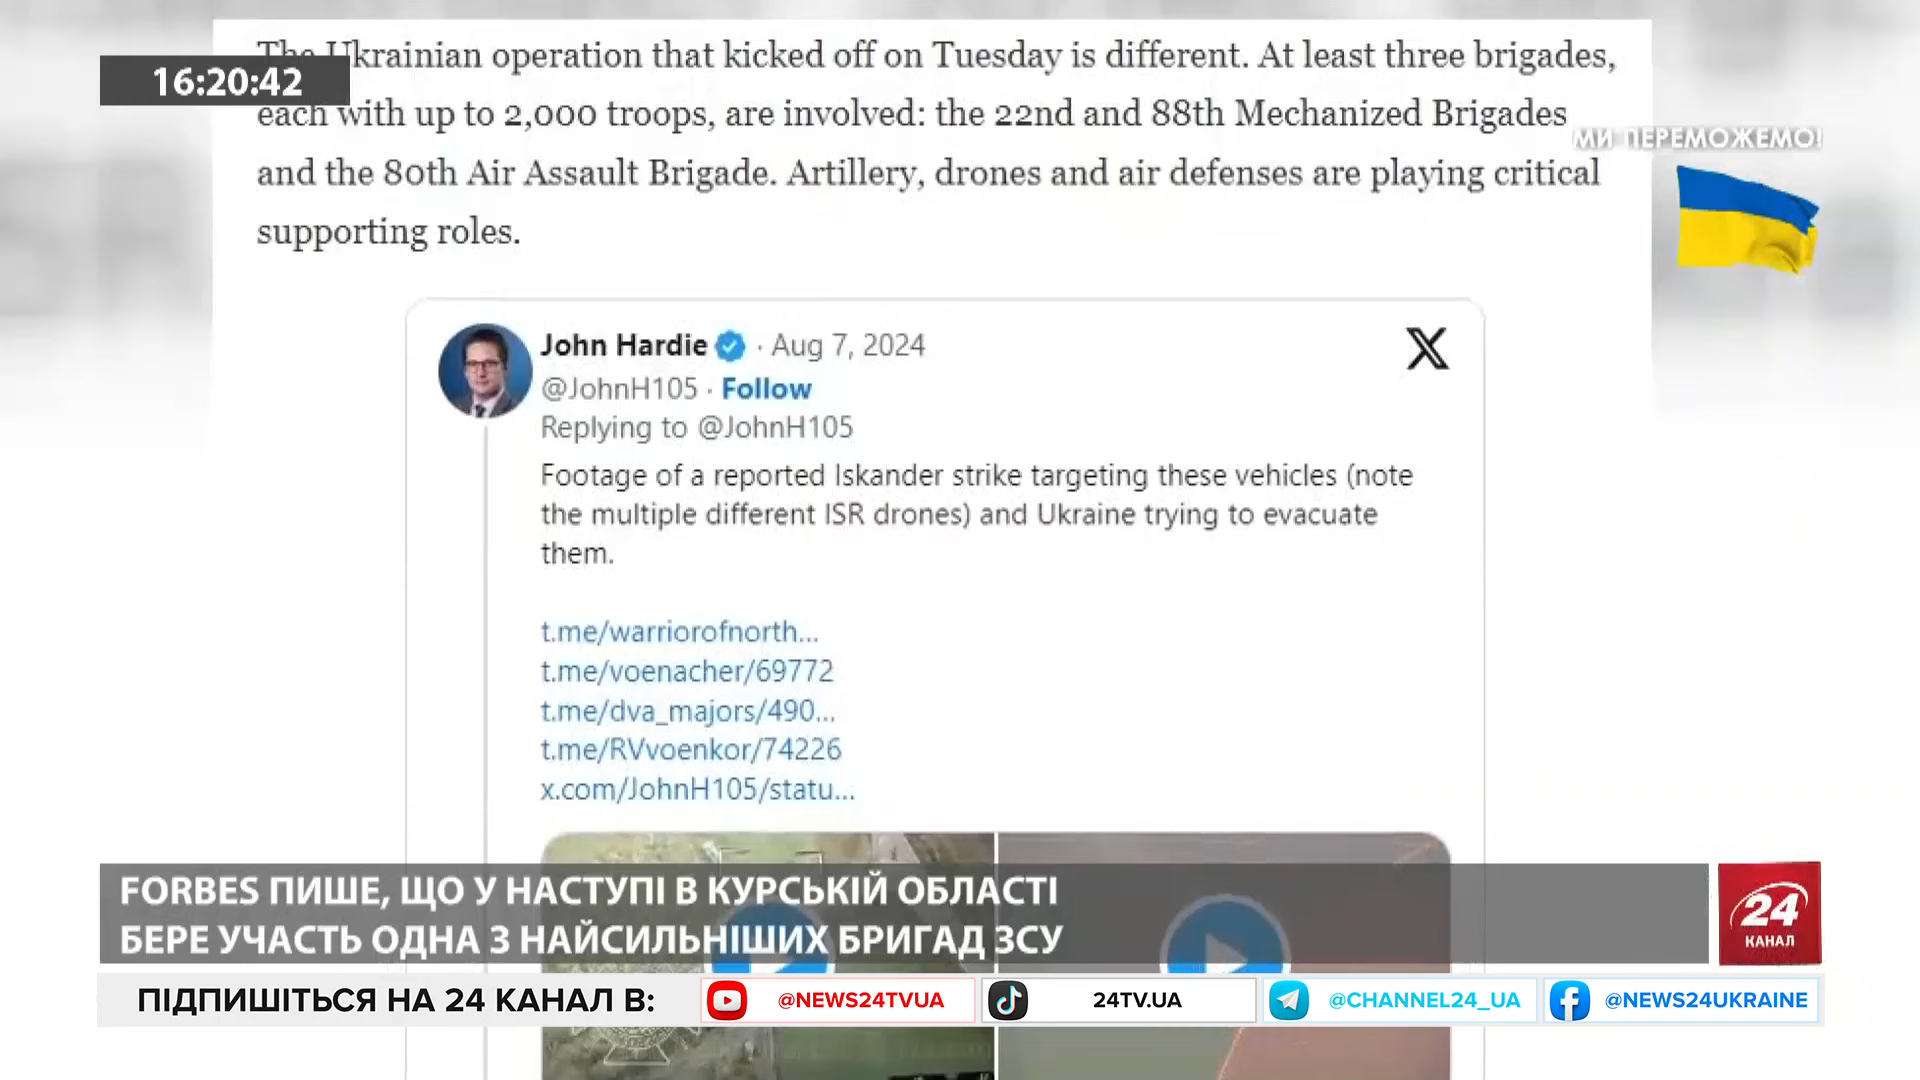 The Ukrainian operation that kicked off on Tuesday is different. At least three brigades,
16:20:42
each with up to 2,000 troops, are involved: the 22nd and 88th Mechanized Brigades
МИ ПЕРЕМОЖЕМО!
and the 80th Air Assault Brigade. Artillery, drones and air defenses are playing critical
supporting roles.
John Hardie · Aug 7, 2024
@JohnH105 · Follow
Replying to @JohnH105
Footage of a reported Iskander strike targeting these vehicles (note
the multiple different ISR drones) and Ukraine trying to evacuate
them.
t.me/warriorofnorth...
t.me/voenacher/69772
t.me/dva_majors/490...
t.me/RVvoenkor/74226
x.com/JohnH105/statu...
FORBES ПИШЕ, ЩО У НАСТУПІ В КУРСЬКІЙ ОБЛАСТІ
БЕРЕ УЧАСТЬ ОДНА З НАЙСИЛЬНІШИХ БРИГАД ЗСУ
24
КАНАЛ
ПІДПИШІТЬСЯ НА 24 КАНАЛ В: @NEWS24TVUA 24TV.UA @CHANNEL24_UA @NEWS24UKRAINE